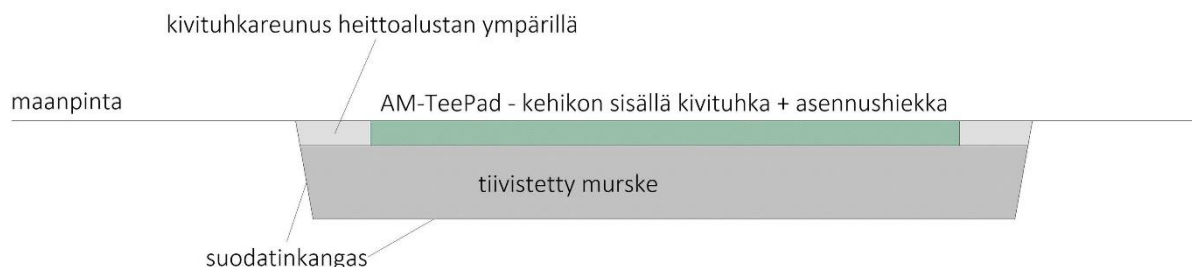 kivituhkareunus heittoalustan ympärillä
maanpinta
AM-TeePad - kehikon sisällä kivituhka + asennushiekka
tiivistetty murske
suodatinkangas